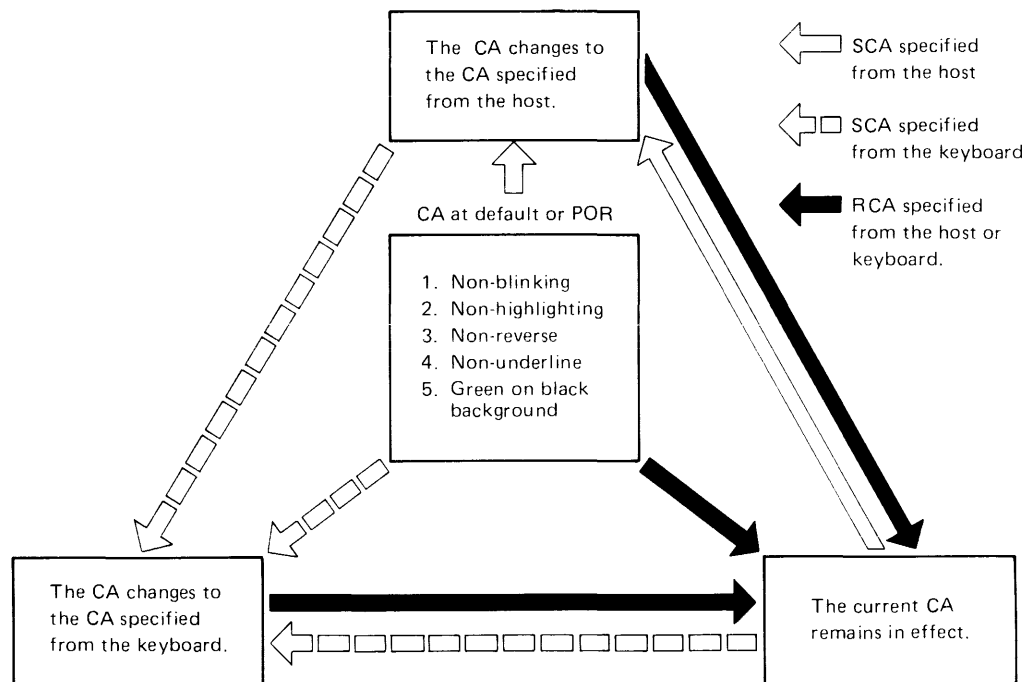 The CA changes to
the CA specified
from the host.
SCA specified
from the host
SCA specified
from the keyboard
RCA specified
from the host or
keyboard.
CA at default or POR
1. Non-blinking
2. Non-highlighting
3. Non-reverse
4. Non-underline
5. Green on black
background
The CA changes to
the CA specified
from the keyboard.
The current CA
remains in effect.